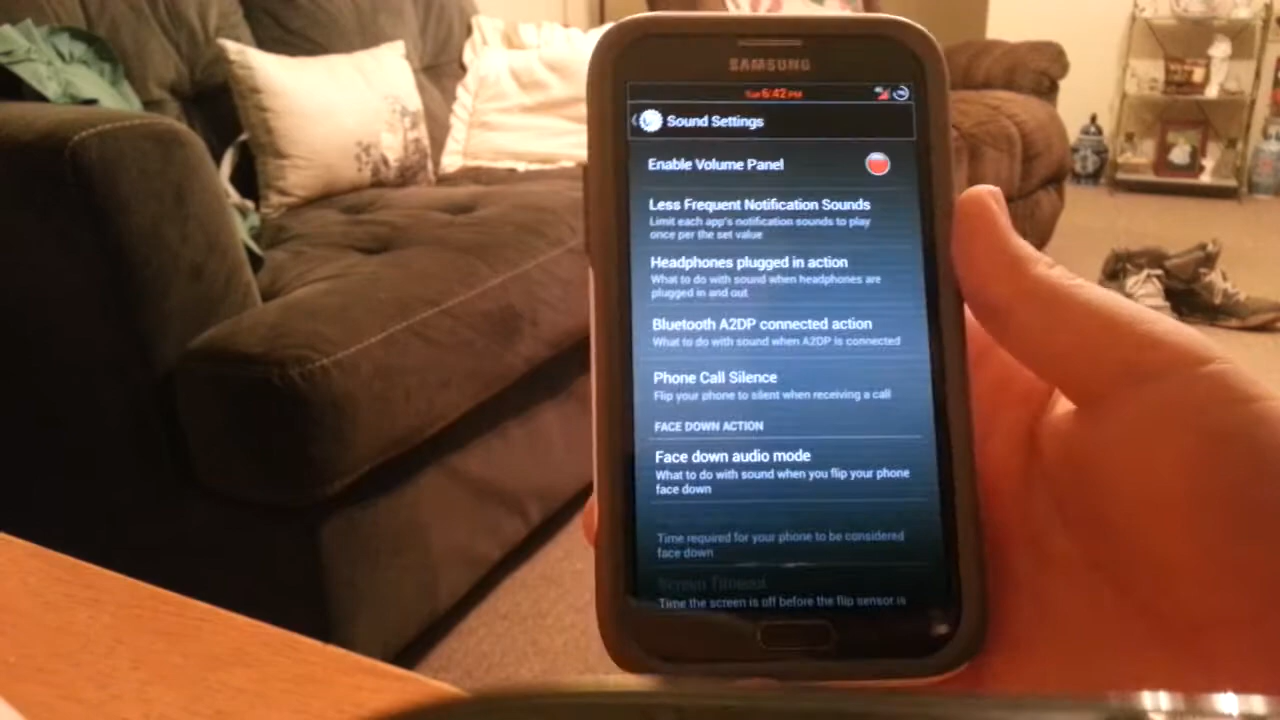 SAMSUNG
Tue 6:42 PM
Sound Settings
Enable Volume Panel
Less Frequent Notification Sounds
Limit each app's notification sounds to play
once per the set value
Headphones plugged in action
What to do with sound when headphones are
plugged in and out
Bluetooth A2DP connected action
What to do with sound when A2DP is connected
Phone Call Silence
Flip your phone to silent when receiving a call
FACE DOWN ACTION
Face down audio mode
What to do with sound when you flip your phone
face down
Time required for your phone to be considered
face down
Screen Timeout
Time the screen is off before the flip sensor is